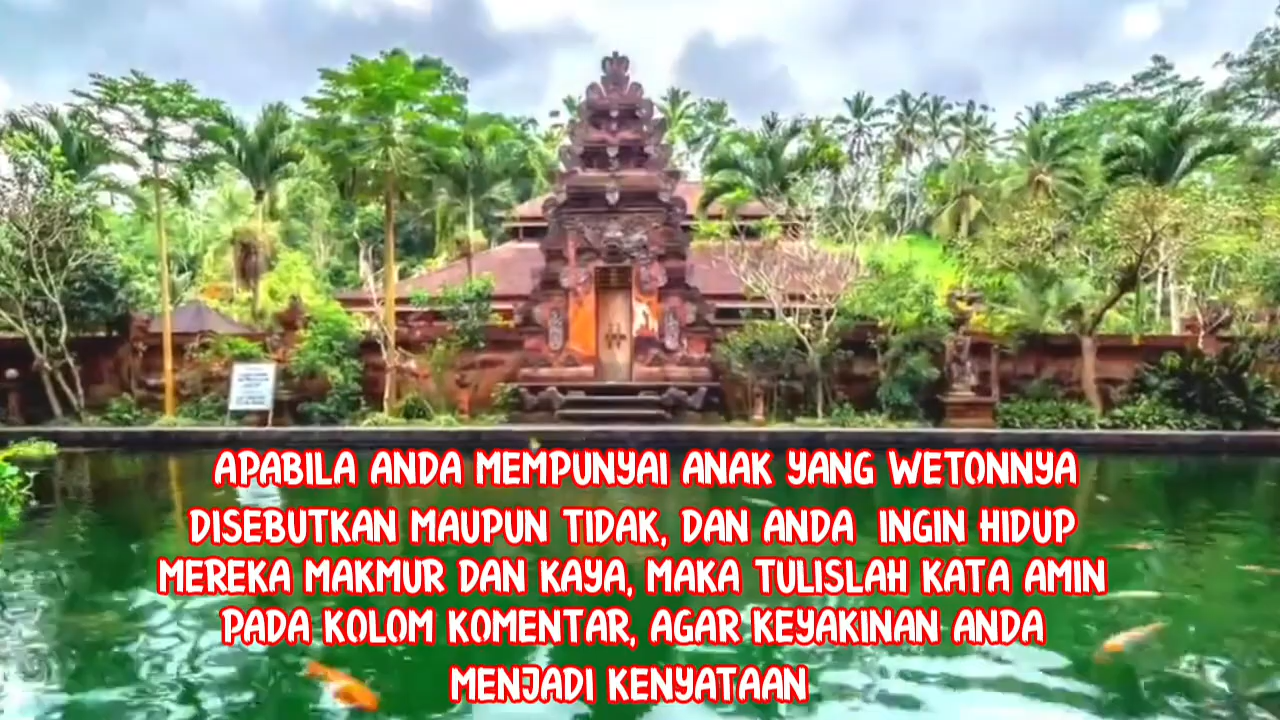 APABILA ANDA MEMPUNYAI ANAK YANG WETONNYA
DISEBUTKAN MAUPUN TIDAK, DAN ANDA INGIN HIDUP
MEREKA MAKMUR DAN KAYA, MAKA TULISLAH KATA AMIN
PADA KOLOM KOMENTAR, AGAR KEYAKINAN ANDA
MENJADI KENYATAAN